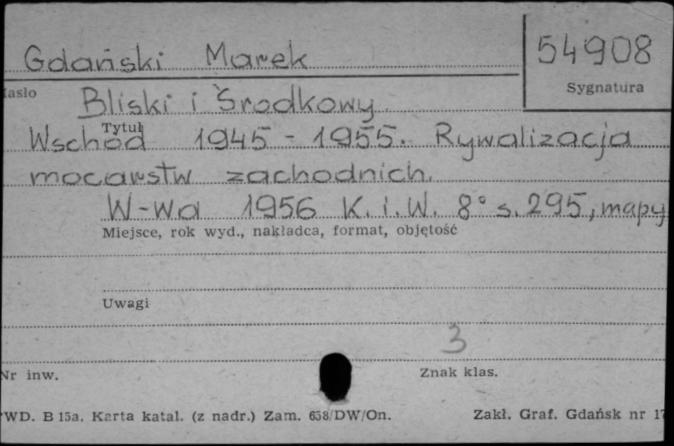 Gdański Marek
54908
Sygnatura
Bliski i Środkowy
Tytuł
Wschód 1945 - 1955. Rywalizacja
mocarstw zachodnich.
W-wa 1956 K.i.W. 8° s. 295, mapy
Miejsce, rok wyd., nakładca, format, objętość
Uwagi
3
Nr inw.
Znak klas.
WD. B 15a. Karta katal. (z nadr.) Zam. 658/DW/On.
Zakł. Graf. Gdańsk nr